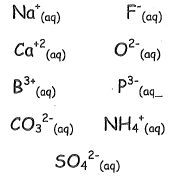 Na⁺(aq) F⁻(aq)
Ca⁺²(aq) O²⁻(aq)
B³⁺(aq) P³⁻(aq_
CO₃²⁻(aq) NH₄⁺(aq)
SO₄²⁻(aq)